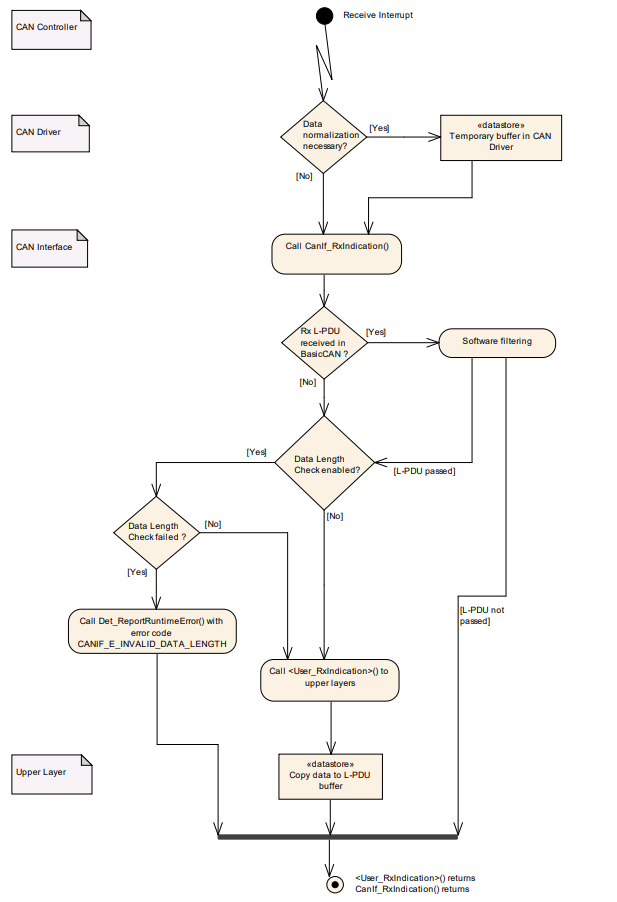 CAN Controller
Receive Interrupt
CAN Driver
Data
normalization
necessary?
[Yes]
«datastore»
Temporary buffer in CAN
Driver
[No]
CAN Interface
Call CanIf_RxIndication()
Rx L-PDU
received in
BasicCAN ?
[Yes]
Software filtering
[No]
Data Length
Check enabled?
[Yes]
[L-PDU passed]
[No]
Data Length
Check failed ?
[No]
[Yes]
Call Det_ReportRuntimeError() with
error code
CANIF_E_INVALID_DATA_LENGTH
[L-PDU not
passed]
Call <User_RxIndication>() to
upper layers
Upper Layer
«datastore»
Copy data to L-PDU
buffer
<User_RxIndication>() returns
CanIf_RxIndication() returns